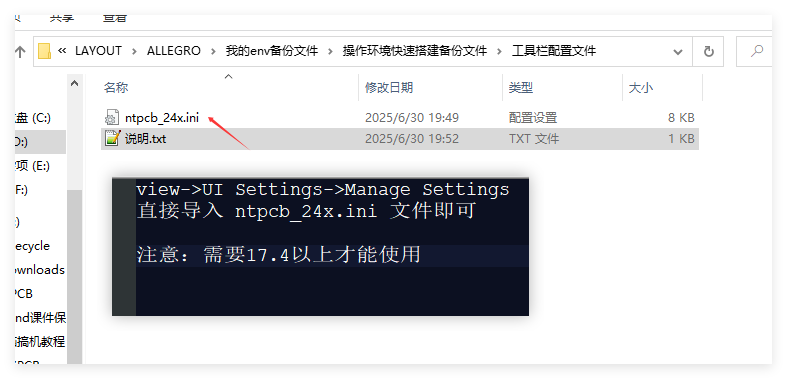 共享 查看
« LAYOUT › ALLEGRO › 我的env备份文件 › 操作环境快速搭建备份文件 › 工具栏配置文件
名称 修改日期 类型 大小
盘 (C:)
ntpcb_24x.ini 2025/6/30 19:49 配置设置 8 KB
D:)
说明.txt 2025/6/30 19:52 TXT 文件 1 KB
项 (E:)
F:)
view->UI Settings->Manage Settings
直接导入 ntpcb_24x.ini 文件即可
ecycle
注意：需要17.4以上才能使用
ownloads
PCB
nd课件保
搞机教程